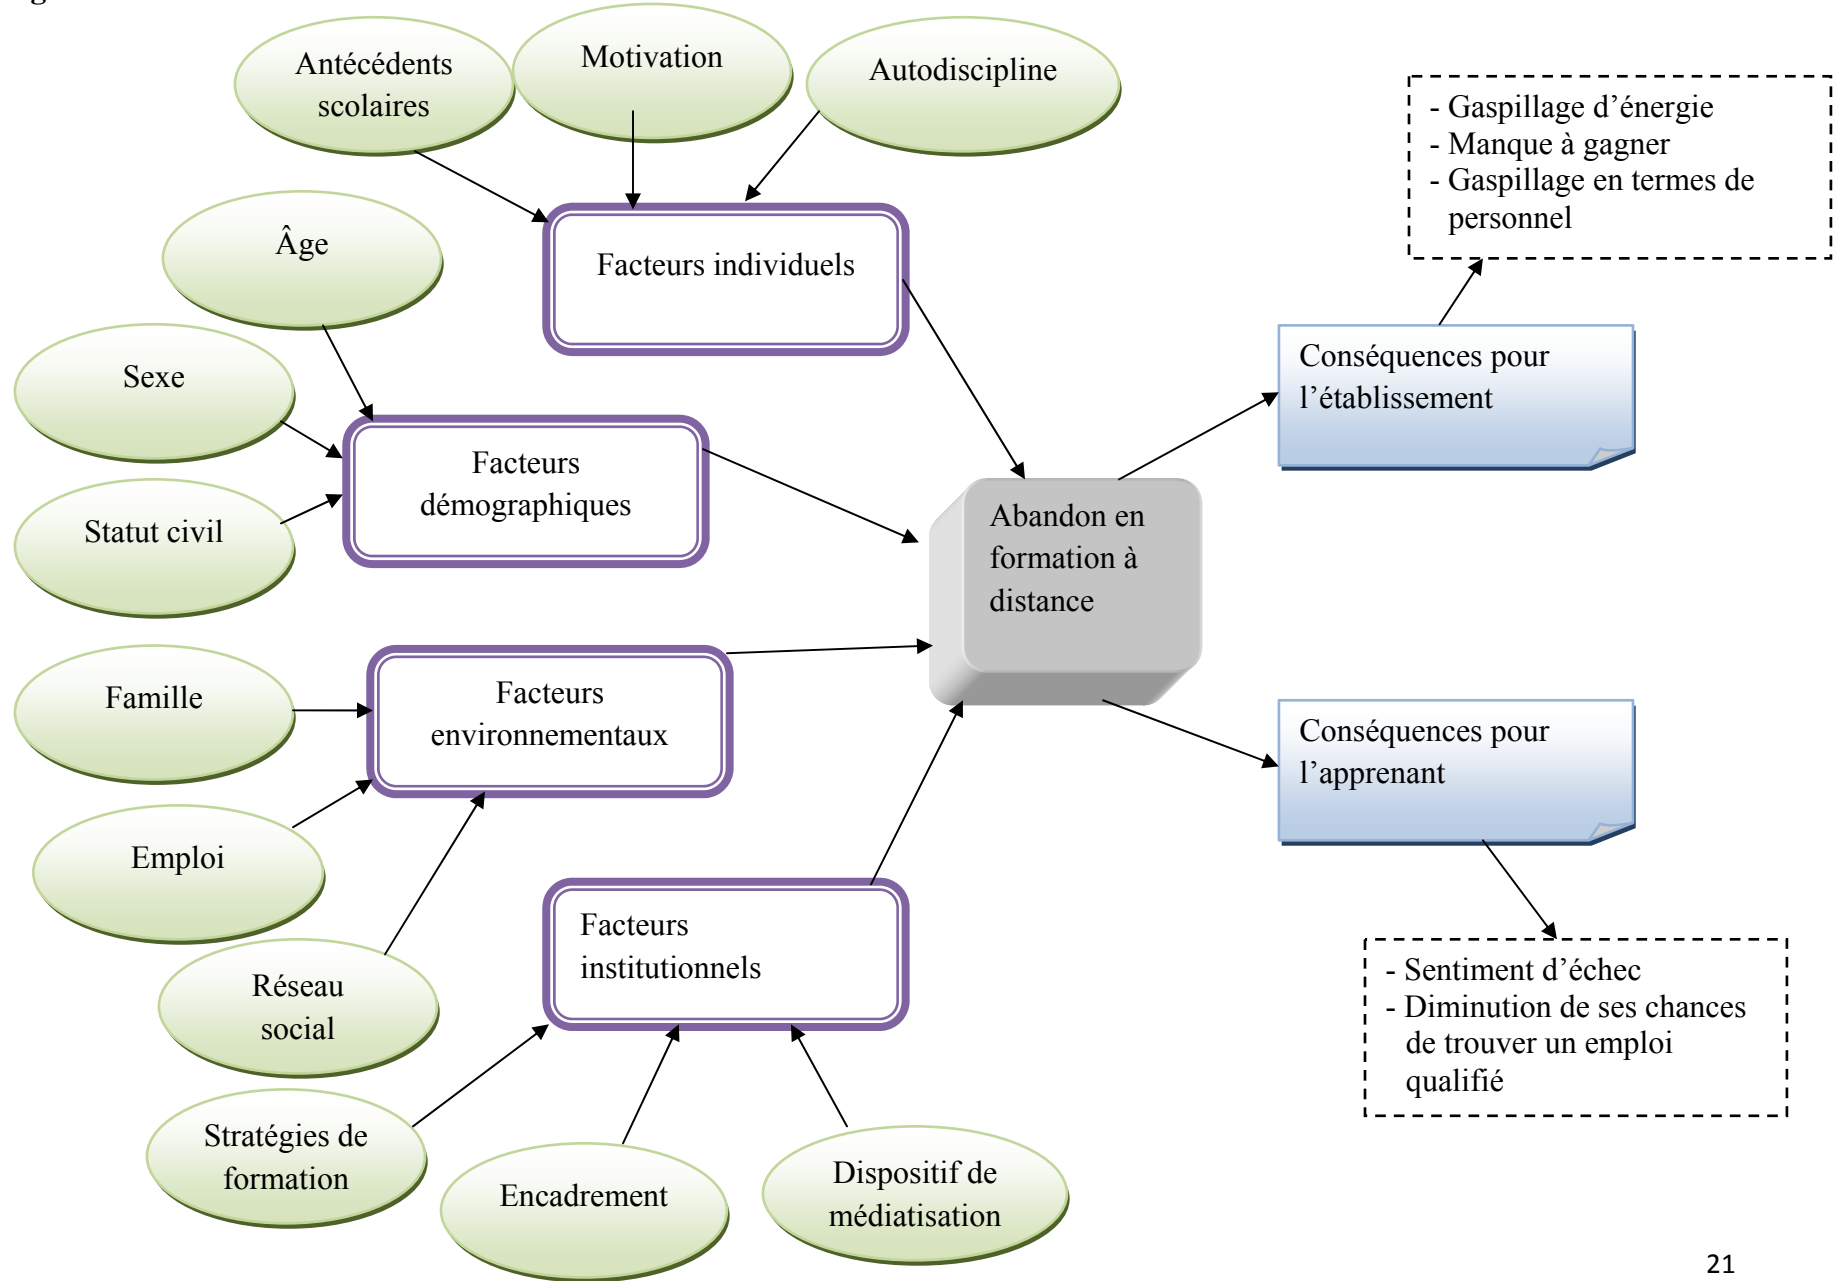 Antécédents
scolaires
Motivation
Autodiscipline
- Gaspillage d’énergie
- Manque à gagner
- Gaspillage en termes de
personnel
Âge
Facteurs individuels
Sexe
Conséquences pour
l’établissement
Facteurs
démographiques
Statut civil
Abandon en
formation à
distance
Famille
Facteurs
environnementaux
Conséquences pour
l’apprenant
Emploi
Facteurs
institutionnels
- Sentiment d’échec
- Diminution de ses chances
de trouver un emploi
qualifié
Réseau
social
Stratégies de
formation
Encadrement
Dispositif de
médiatisation
21